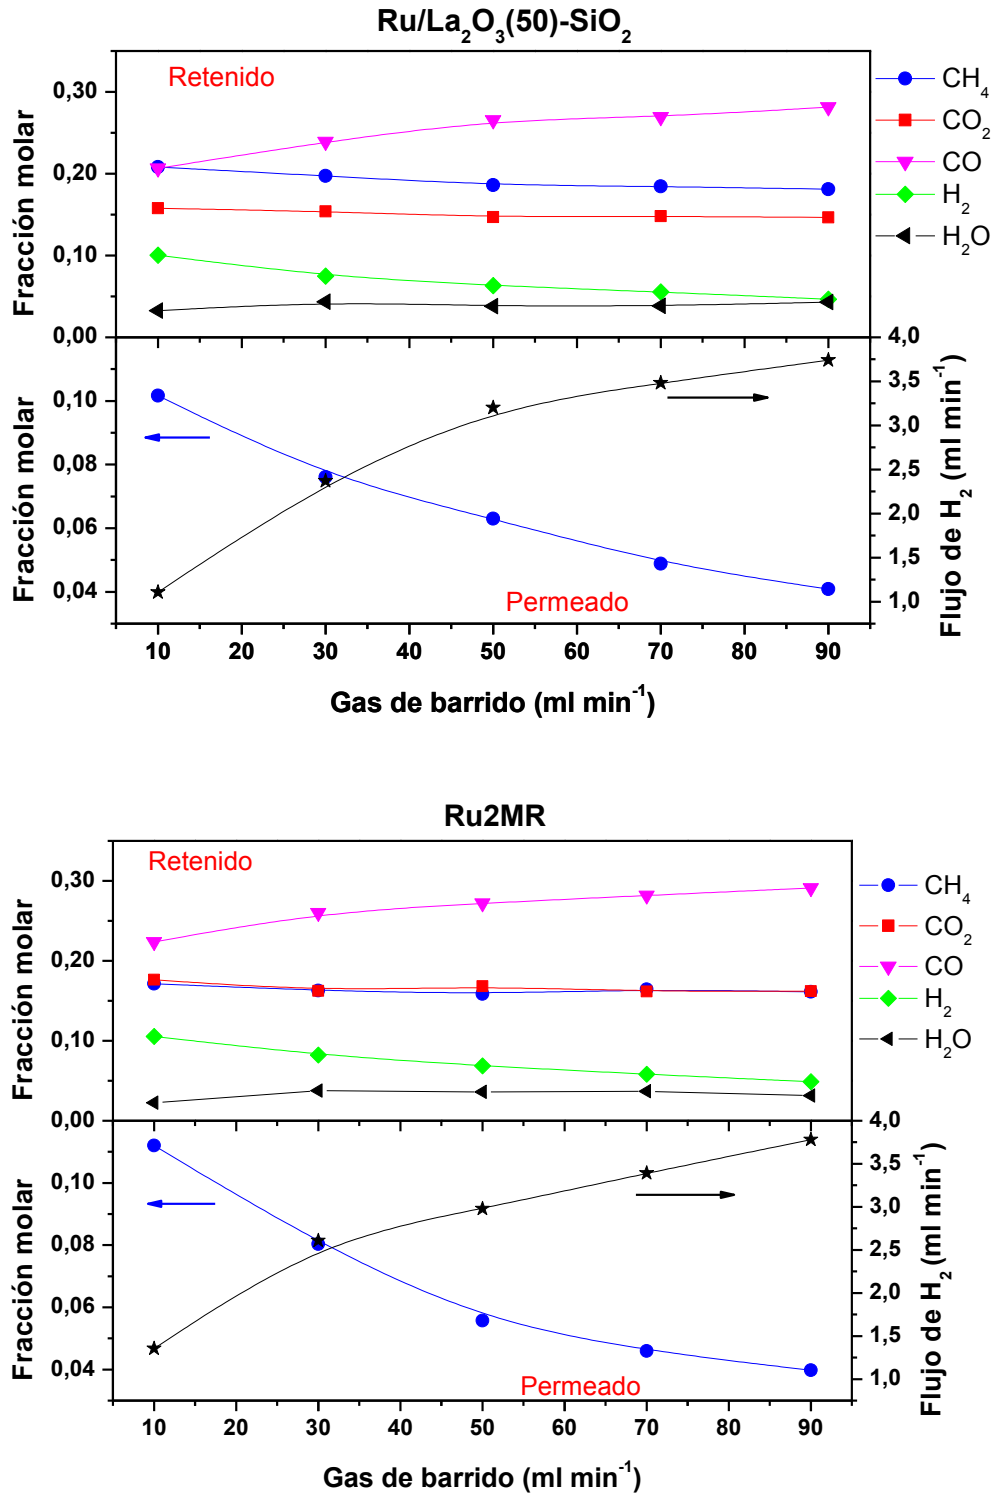 Ru/La2O3(50)-SiO2
Retenido
Fracción molar
0,30
0,20
0,10
0,00
CH4
CO2
CO
H2
H2O
Fracción molar
0,10
0,08
0,06
0,04
4,0
3,5
3,0
2,5
2,0
1,5
1,0
Flujo de H2 (ml min-1)
Permeado
10 20 30 40 50 60 70 80 90
Gas de barrido (ml min-1)
Ru2MR
Retenido
Fracción molar
0,30
0,20
0,10
0,00
CH4
CO2
CO
H2
H2O
Fracción molar
0,10
0,08
0,06
0,04
4,0
3,5
3,0
2,5
2,0
1,5
1,0
Flujo de H2 (ml min-1)
Permeado
10 20 30 40 50 60 70 80 90
Gas de barrido (ml min-1)